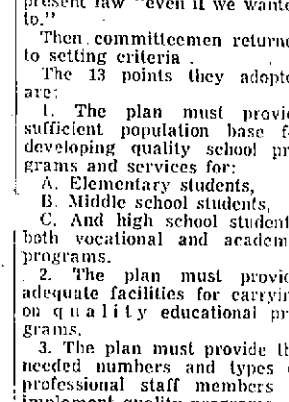 present law "even if we wante
to."
Then committeemen returne
to setting criteria .
The 13 points they adopte
are:
1. The plan must provi
sufficient population base f
developing quality school pr
grams and services for:
A. Elementary students,
B. Middle school students,
C. And high school student
both vocational and academ
programs.
2. The plan must provid
adequate facilities for carryin
on quality educational pr
grams.
3. The plan must provide th
needed numbers and types
professional staff members
implement quality programs